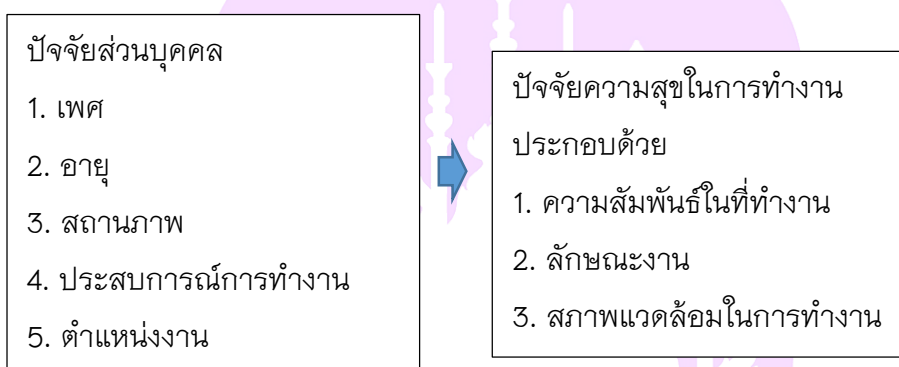 ปัจจัยส่วนบุคคล
1. เพศ
2. อายุ
3. สถานภาพ
4. ประสบการณ์การทำงาน
5. ตำแหน่งงาน
ปัจจัยความสุขในการทำงาน
ประกอบด้วย
1. ความสัมพันธ์ในที่ทำงาน
2. ลักษณะงาน
3. สภาพแวดล้อมในการทำงาน